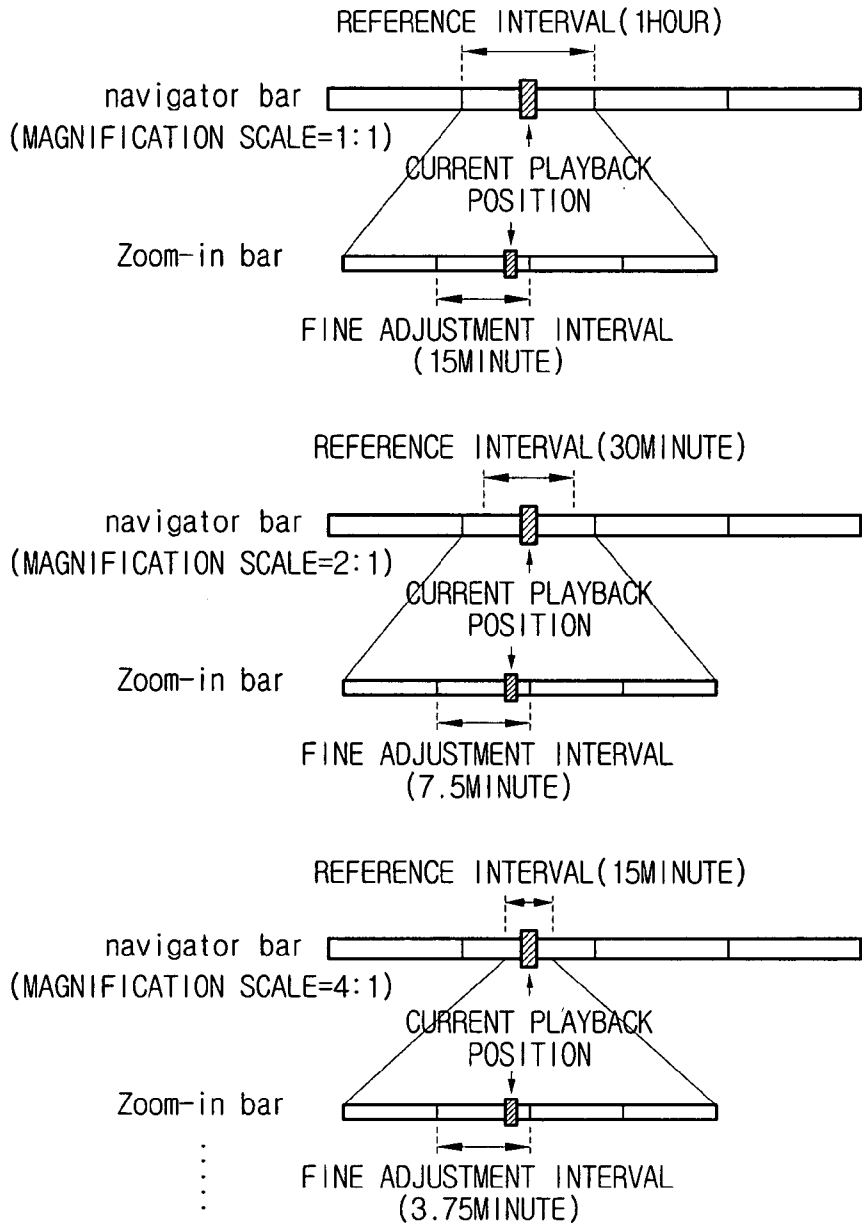 REFERENCE INTERVAL(1HOUR)
navigator bar
(MAGNIFICATION SCALE=1:1)
CURRENT PLAYBACK
POSITION
Zoom-in bar
FINE ADJUSTMENT INTERVAL
(15MINUTE)
REFERENCE INTERVAL(30MINUTE)
navigator bar
(MAGNIFICATION SCALE=2:1)
CURRENT PLAYBACK
POSITION
Zoom-in bar
FINE ADJUSTMENT INTERVAL
(7.5MINUTE)
REFERENCE INTERVAL(15MINUTE)
navigator bar
(MAGNIFICATION SCALE=4:1)
CURRENT PLAYBACK
POSITION
Zoom-in bar
FINE ADJUSTMENT INTERVAL
(3.75MINUTE)